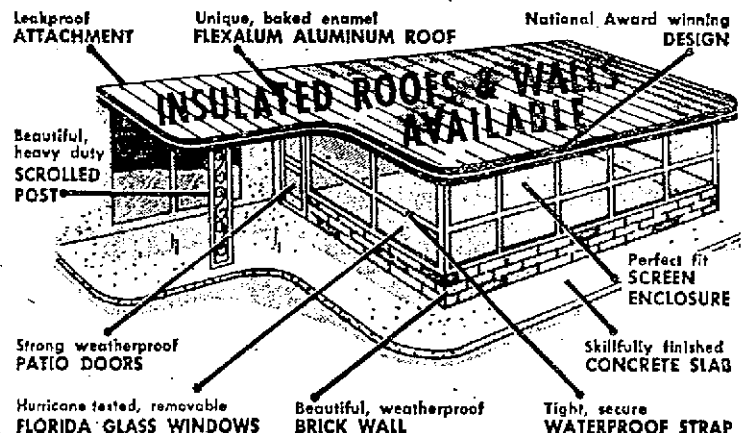 Leakproof
ATTACHMENT
Unique, baked enamel
FLEXALUM ALUMINUM ROOF
National Award winning
DESIGN
INSULATED ROOFS & WALLS
AVAILABLE
Beautiful,
heavy duty
SCROLLED
POST
Perfect fit
SCREEN
ENCLOSURE
Strong weatherproof
PATIO DOORS
Skillfully finished
CONCRETE SLAB
Hurricane tested, removable
FLORIDA GLASS WINDOWS
Beautiful, weatherproof
BRICK WALL
Tight, secure
WATERPROOF STRAP